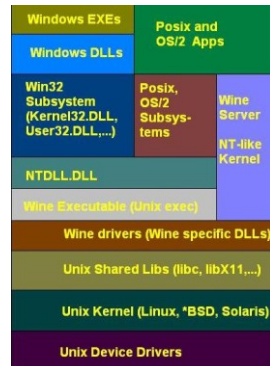 Windows EXEs
Windows DLLs
Posix and
OS/2 Apps
Win32
Subsystem
(Kernel32.DLL,
User32.DLL,...)
Posix,
OS/2
Subsys-
tems
Wine
Server
NT-like
Kernel
NTDLL.DLL
Wine Executable (Unix exec)
Wine drivers (Wine specific DLLs)
Unix Shared Libs (libc, libX11,...)
Unix Kernel (Linux, *BSD, Solaris)
Unix Device Drivers